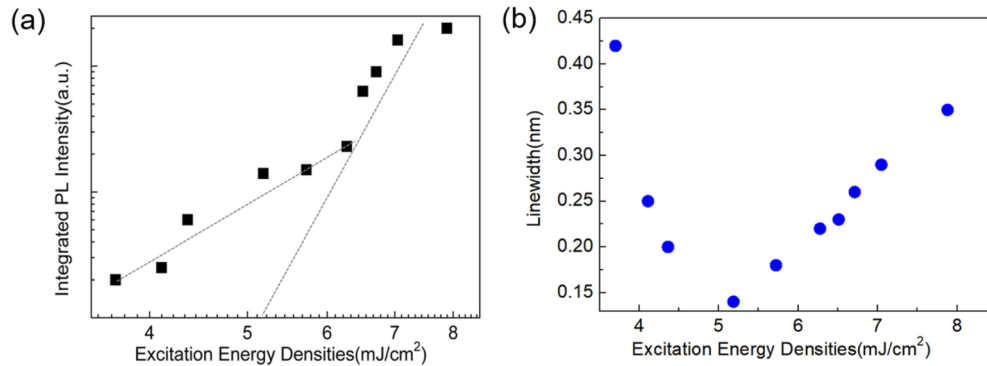 (a)
Integrated PL Intensity(a.u.)
4 5 6 7 8
Excitation Energy Densities(mJ/cm²)
(b)
Linewidth(nm)
0.45
0.40
0.35
0.30
0.25
0.20
0.15
4 5 6 7 8
Excitation Energy Densities(mJ/cm²)